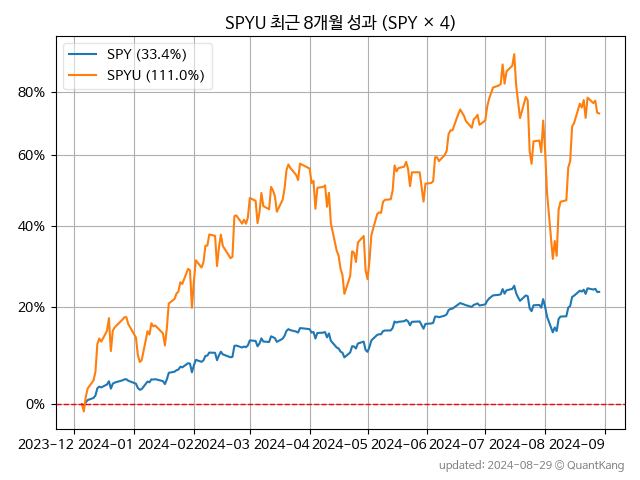 SPYU 최근 8개월 성과 (SPY × 4)
SPY (33.4%)
SPYU (111.0%)
80%
60%
40%
20%
0%
2023-12 2024-01 2024-02 2024-03 2024-04 2024-05 2024-06 2024-07 2024-08 2024-09
updated: 2024-08-29 © QuantKang